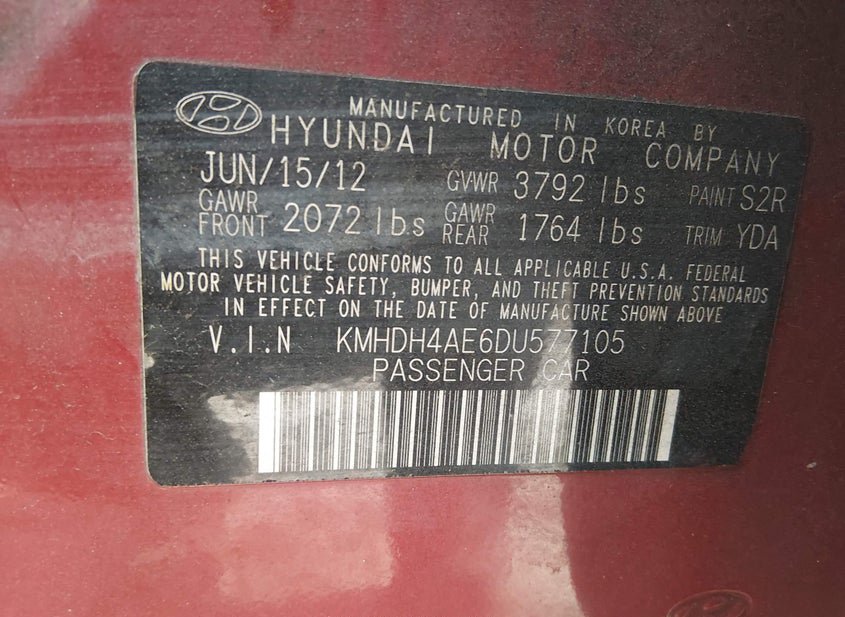 MANUFACTURED IN KOREA BY
HYUNDAI MOTOR COMPANY
JUN/15/12 GVWR 3792 lbs PAINT S2R
GAWR FRONT 2072 lbs GAWR REAR 1764 lbs TRIM YDA
THIS VEHICLE CONFORMS TO ALL APPLICABLE U.S.A. FEDERAL
MOTOR VEHICLE SAFETY, BUMPER, AND THEFT PREVENTION STANDARDS
IN EFFECT ON THE DATE OF MANUFACTURE SHOWN ABOVE
V.I.N KMHDH4AE6DU577105
PASSENGER CAR